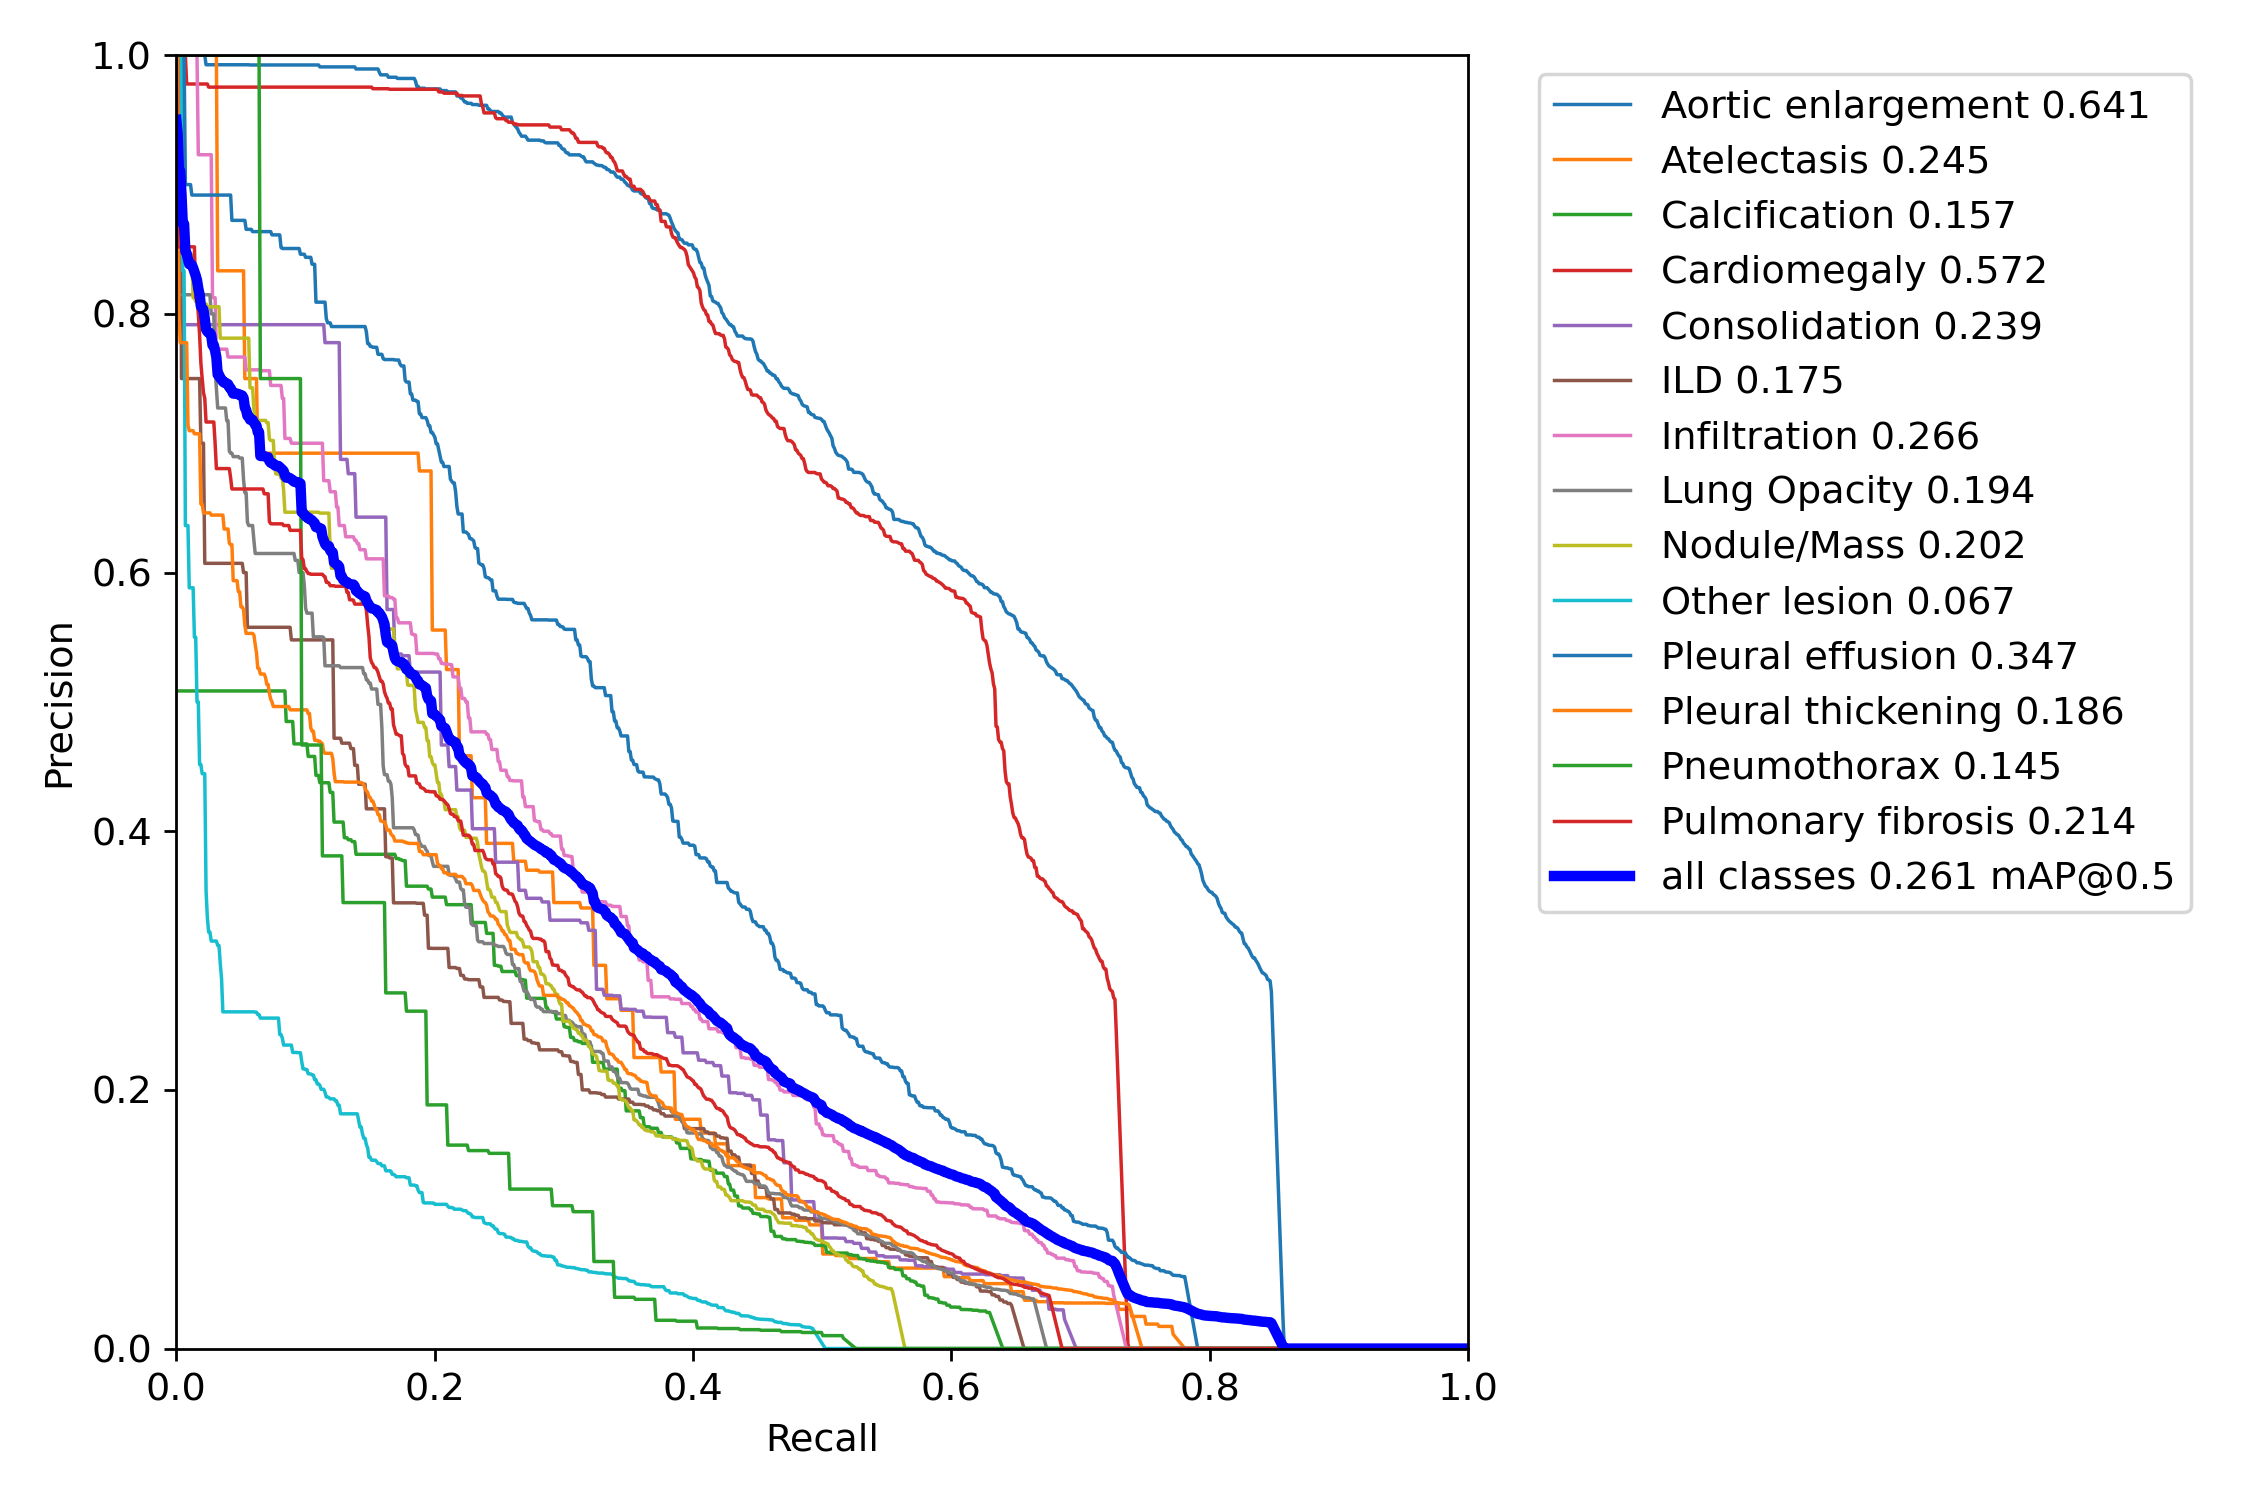 1.0
0.8
0.6
0.4
0.2
0.0
Precision
0.0 0.2 0.4 0.6 0.8 1.0
Recall
Aortic enlargement 0.641
Atelectasis 0.245
Calcification 0.157
Cardiomegaly 0.572
Consolidation 0.239
ILD 0.175
Infiltration 0.266
Lung Opacity 0.194
Nodule/Mass 0.202
Other lesion 0.067
Pleural effusion 0.347
Pleural thickening 0.186
Pneumothorax 0.145
Pulmonary fibrosis 0.214
all classes 0.261 mAP@0.5